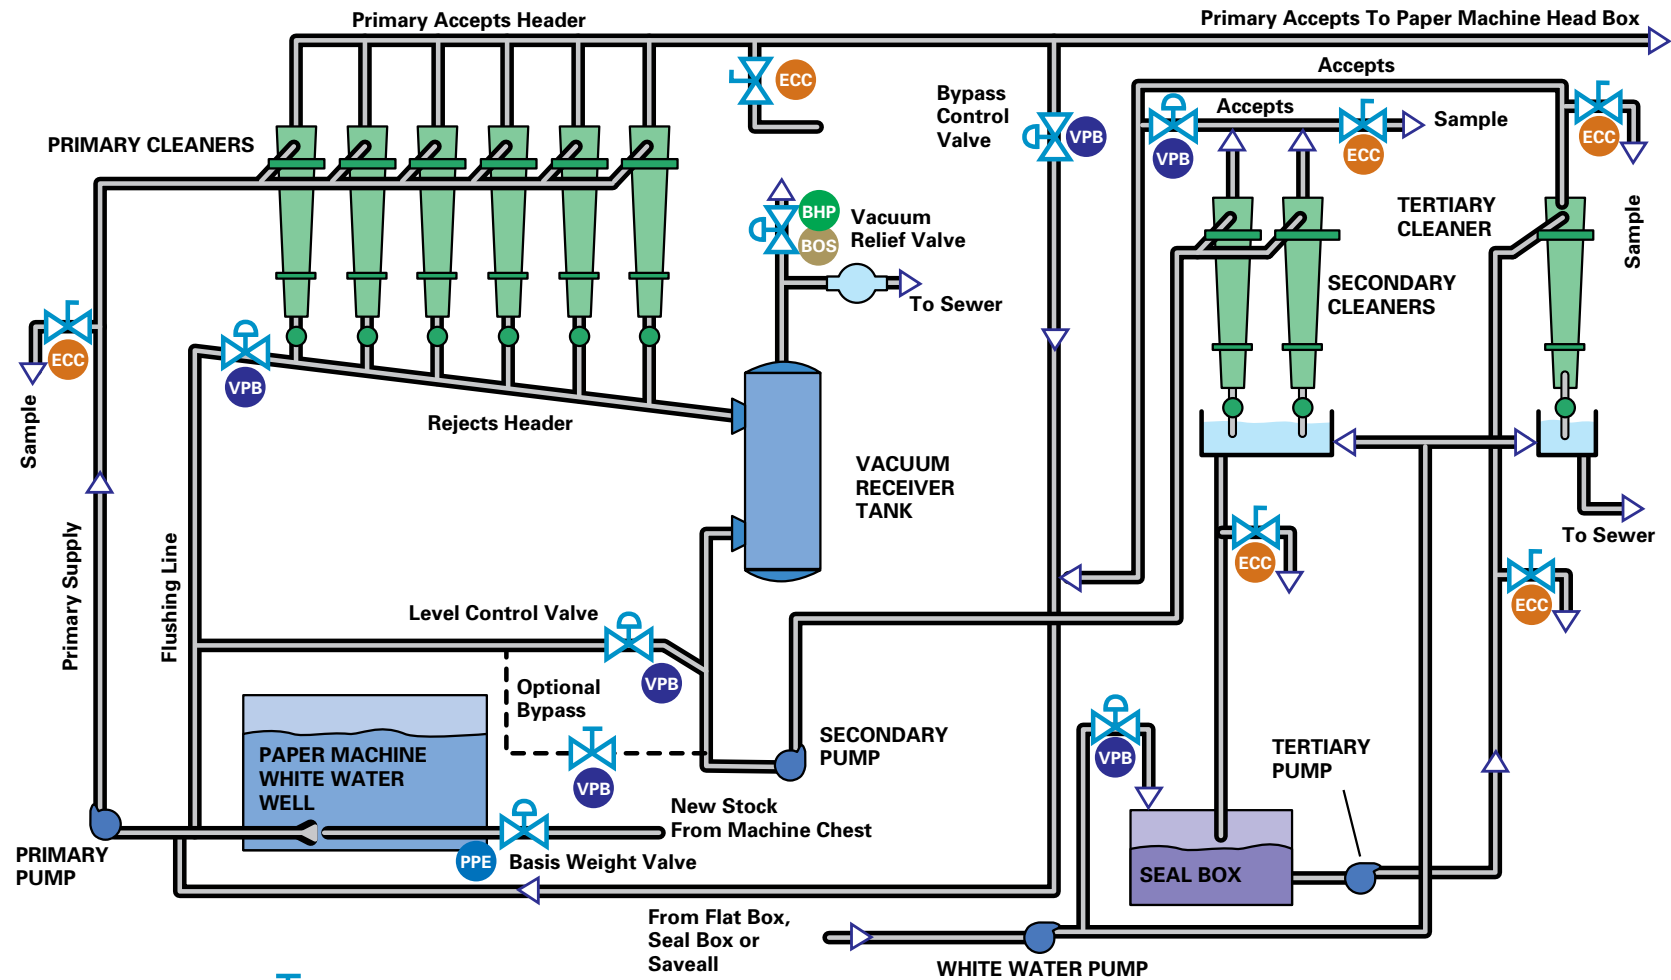 Primary Accepts Header
Primary Accepts To Paper Machine Head Box
Accepts
ECC
Bypass
Control
Valve
VPB
Accepts
VPB
ECC
Sample
ECC
Sample
PRIMARY CLEANERS
BHP
BOS
Vacuum
Relief Valve
To Sewer
TERTIARY
CLEANER
SECONDARY
CLEANERS
ECC
Sample
VPB
Rejects Header
VACUUM
RECEIVER
TANK
To Sewer
ECC
ECC
Primary Supply
Flushing Line
Level Control Valve
VPB
Optional
Bypass
VPB
SECONDARY
PUMP
VPB
TERTIARY
PUMP
PAPER MACHINE
WHITE WATER
WELL
New Stock
From Machine Chest
PPE
Basis Weight Valve
PRIMARY
PUMP
SEAL BOX
From Flat Box,
Seal Box or
Saveall
WHITE WATER PUMP